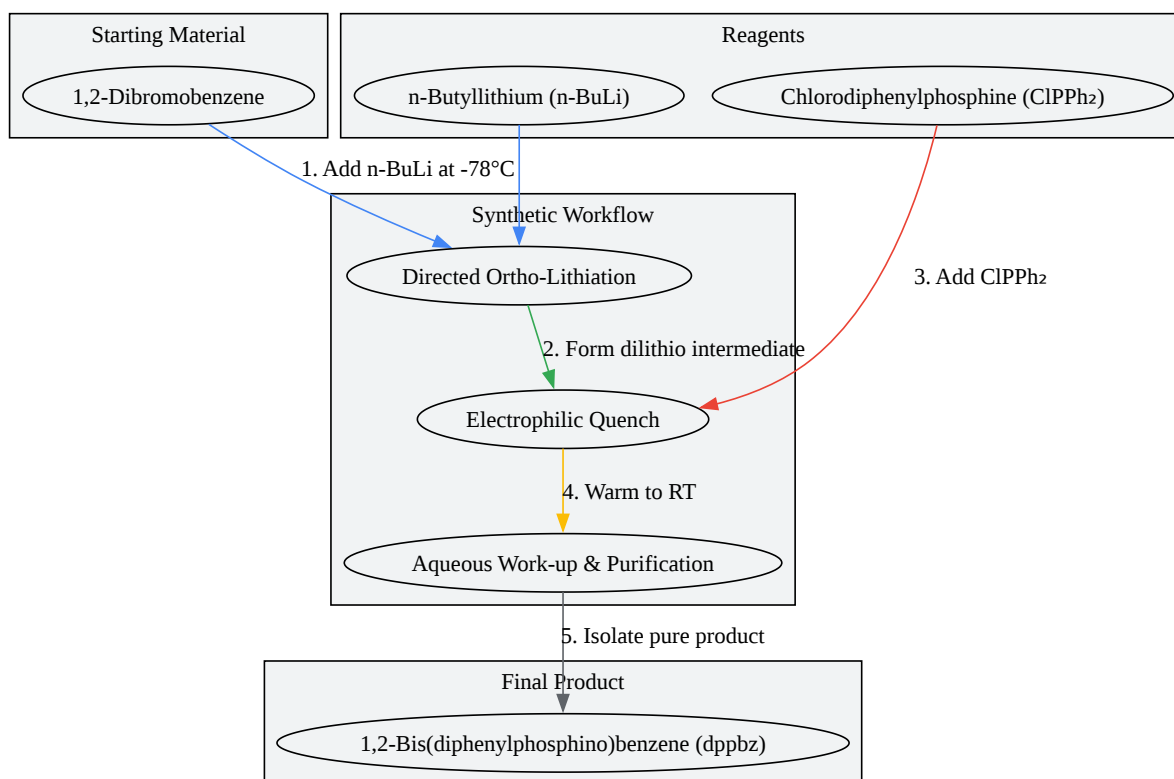 Starting Material
Reagents
1,2-Dibromobenzene
n-Butyllithium (n-BuLi)
Chlorodiphenylphosphine (ClPPh₂)
1. Add n-BuLi at -78°C
Synthetic Workflow
Directed Ortho-Lithiation
3. Add ClPPh₂
2. Form dilithio intermediate
Electrophilic Quench
4. Warm to RT
Aqueous Work-up & Purification
5. Isolate pure product
Final Product
1,2-Bis(diphenylphosphino)benzene (dppbz)